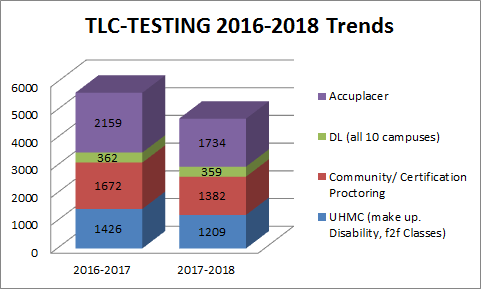 TLC-TESTING 2016-2018 Trends
6000
5000
4000
3000
2000
1000
0
2159
362
1672
1426
1734
359
1382
1209
2016-2017
2017-2018
Accuplacer
DL (all 10 campuses)
Community/ Certification
Proctoring
UHMC (make up.
Disability, f2f Classes)